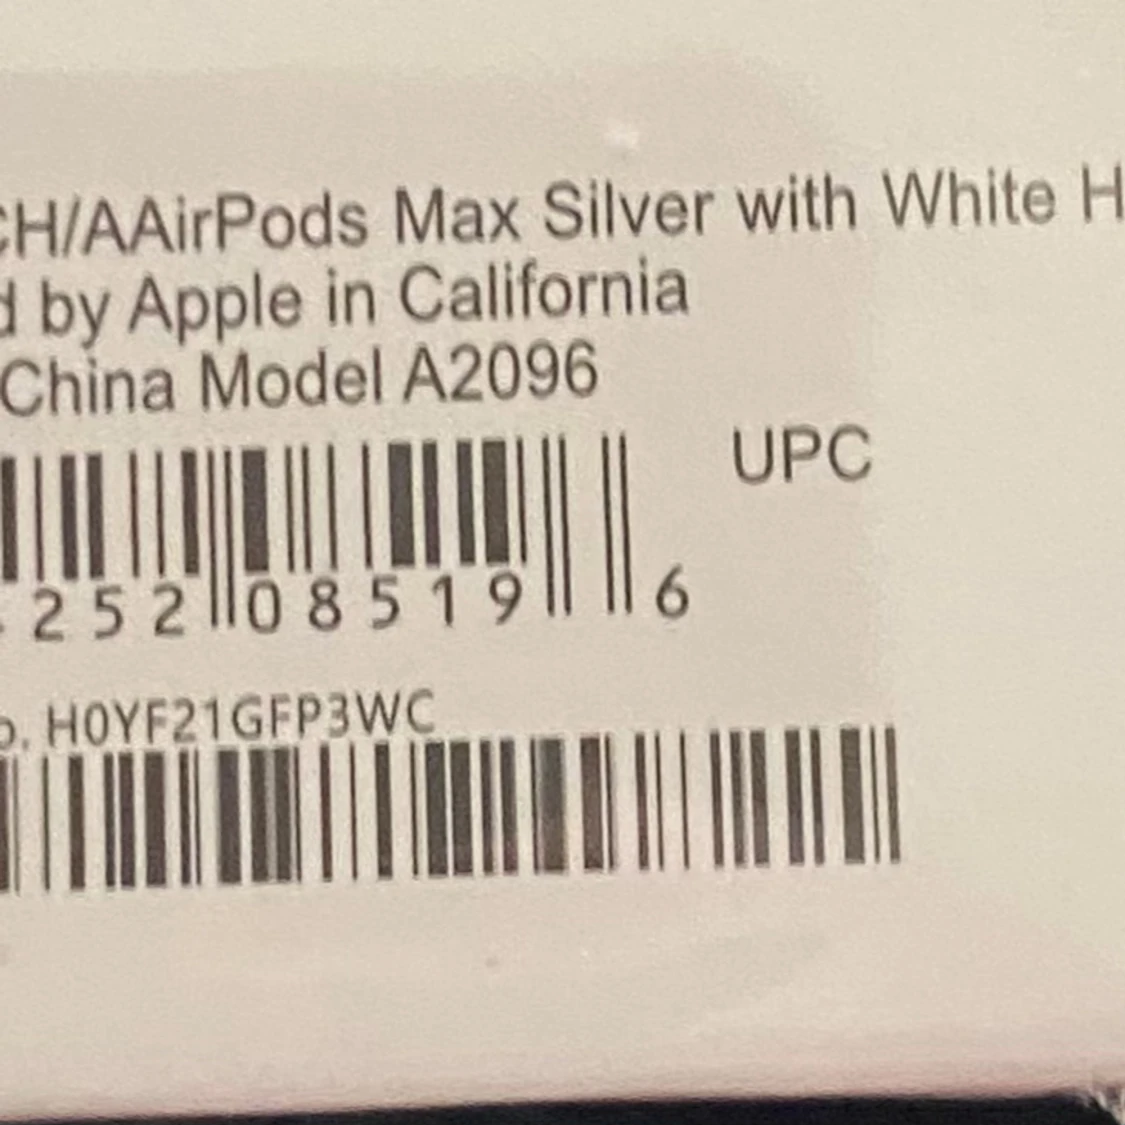 CH/AAirPods Max Silver with White H
d by Apple in California
China Model A2096
UPC
252 08519 6
o. H0YF21GFP3WC